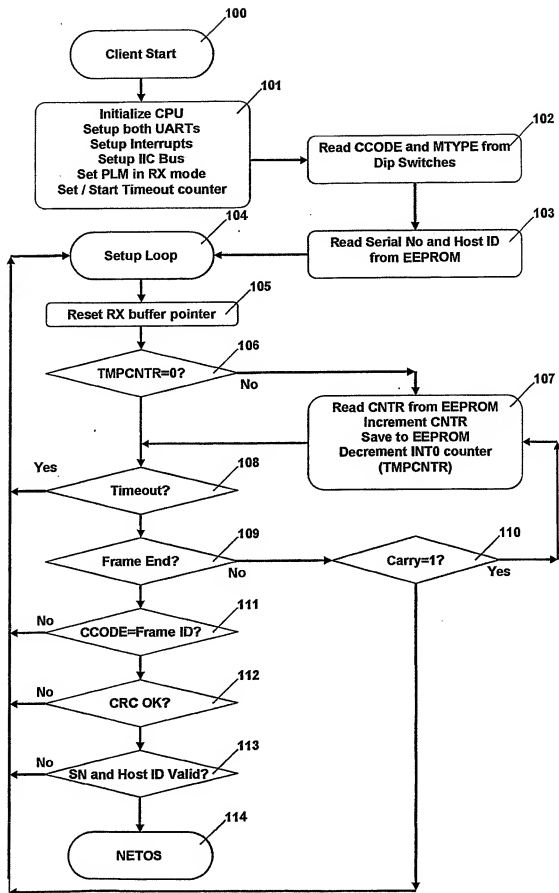 100
Client Start
101
Initialize CPU
Setup both UARTs
Setup Interrupts
Setup IIC Bus
Set PLM in RX mode
Set / Start Timeout counter
102
Read CCODE and MTYPE from
Dip Switches
103
Read Serial No and Host ID
from EEPROM
104
Setup Loop
105
Reset RX buffer pointer
106
TMPCNTR=0?
No
107
Read CNTR from EEPROM
Increment CNTR
Save to EEPROM
Decrement INT0 counter
(TMPCNTR)
Yes
108
Timeout?
109
Frame End?
No
110
Carry=1?
Yes
111
No
CCODE=Frame ID?
112
No
CRC OK?
113
No
SN and Host ID Valid?
114
NETOS